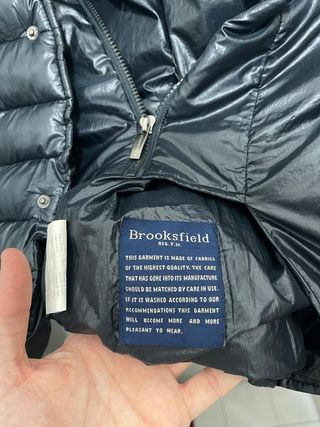 Brooksfield
REG.T.M.
THIS GARMENT IS MADE OF FABRICS
OF THE HIGHEST QUALITY. THE CARE
THAT HAS GONE INTO ITS MANUFACTURE
SHOULD BE MATCHED BY CARE IN USE.
IF IT IS WASHED ACCORDING TO OUR
RECOMMENDATIONS THIS GARMENT
WILL BECOME MORE AND MORE
PLEASANT TO WEAR.